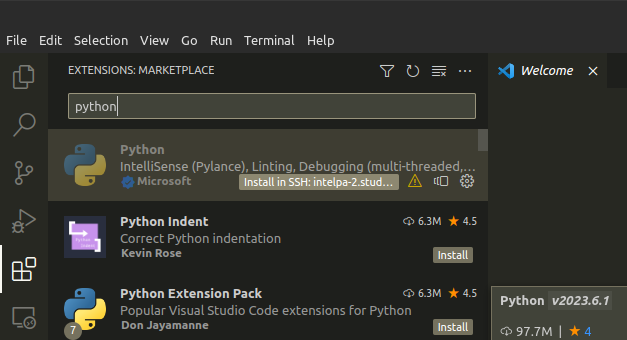 File Edit Selection View Go Run Terminal Help
EXTENSIONS: MARKETPLACE
Welcome
python
Python
IntelliSense (Pylance), Linting, Debugging (multi-threaded,...
Microsoft Install in SSH: intelpa-2.stud...
Python Indent 6.3M 4.5
Correct Python indentation
Kevin Rose Install
Python Extension Pack 6.3M 4.5
Popular Visual Studio Code extensions for Python
Don Jayamanne Install
7
Python v2023.6.1
97.7M | 4